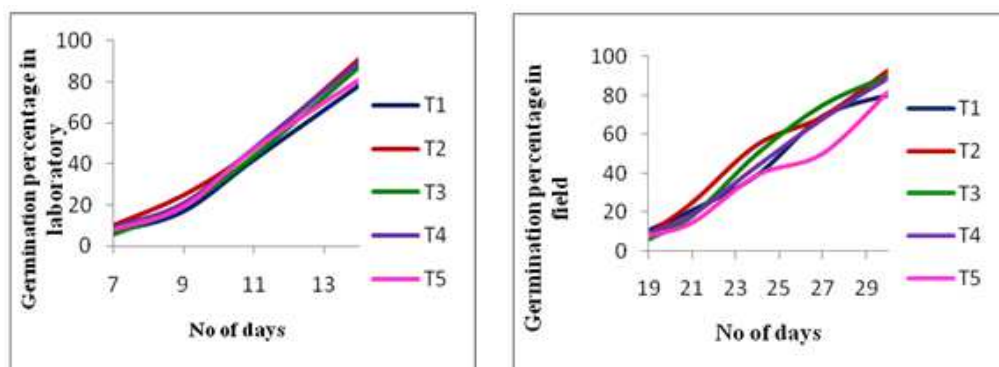 Germination percentage in
laboratory
100
80
60
40
20
0
7 9 11 13
No of days
T1
T2
T3
T4
T5
Germination percentage in
field
100
80
60
40
20
0
19 21 23 25 27 29
No of days
T1
T2
T3
T4
T5